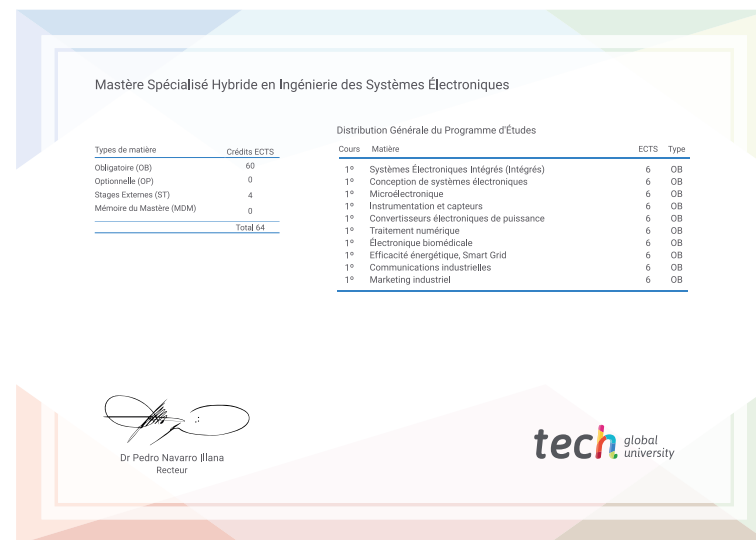 Mastère Spécialisé Hybride en Ingénierie des Systèmes Électroniques
Types de matière Crédits ECTS
Obligatoire (OB) 60
Optionnelle (OP) 0
Stages Externes (ST) 4
Mémoire du Mastère (MDM) 0
Total 64
Distribution Générale du Programme d'Études
Cours Matière ECTS Type
1º Systèmes Électroniques Intégrés (Intégrés) 6 OB
1º Conception de systèmes électroniques 6 OB
1º Microélectronique 6 OB
1º Instrumentation et capteurs 6 OB
1º Convertisseurs électroniques de puissance 6 OB
1º Traitement numérique 6 OB
1º Électronique biomédicale 6 OB
1º Efficacité énergétique, Smart Grid 6 OB
1º Communications industrielles 6 OB
1º Marketing industriel 6 OB
Dr Pedro Navarro Illana
Recteur
tech global
university